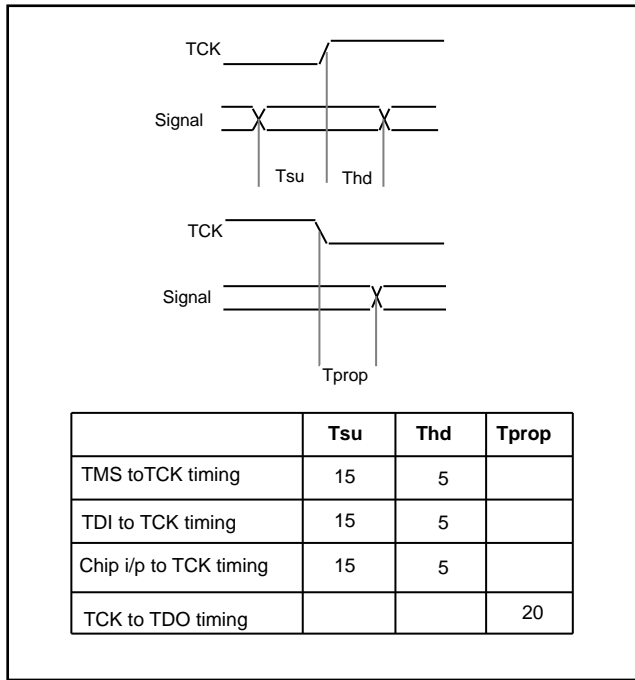 TCK
Signal
Tsu Thd
TCK
Signal
Tprop
Tsu Thd Tprop
TMS toTCK timing 15 5
TDI to TCK timing 15 5
Chip i/p to TCK timing 15 5
TCK to TDO timing 20